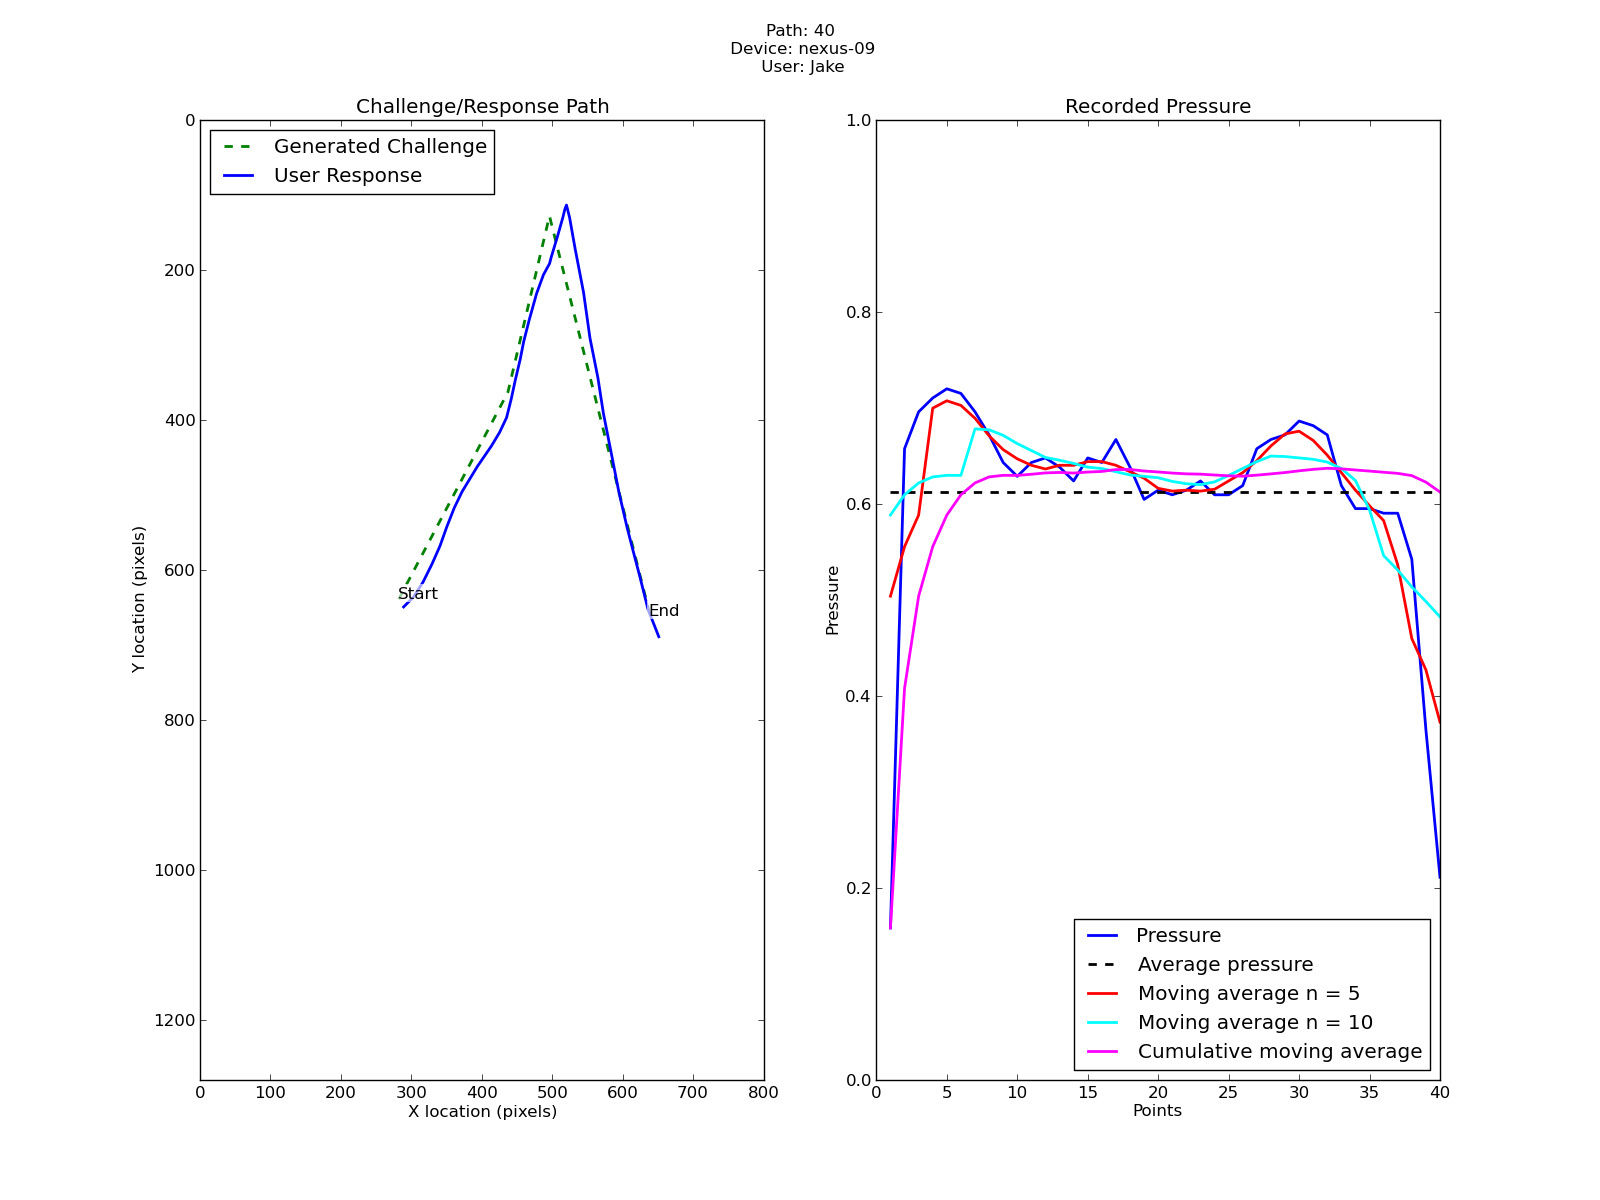 Path: 40
Device: nexus-09
User: Jake
Challenge/Response Path
Generated Challenge
User Response
0
200
400
600
800
1000
1200
Y location (pixels)
Start
End
0 100 200 300 400 500 600 700 800
X location (pixels)
Recorded Pressure
1.0
0.8
0.6
0.4
0.2
0.0
Pressure
Pressure
Average pressure
Moving average n = 5
Moving average n = 10
Cumulative moving average
0 5 10 15 20 25 30 35 40
Points